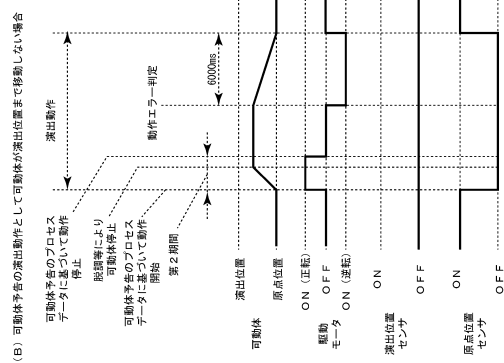 (B) 可動体予告の演出動作として可動体が演出位置まで移動しない場合
演出動作
動作エラー判定
6000ms
可動体予告のプロセス
データに基づいて動作
停止
脱調等により
可動体停止
可動体予告のプロセス
データに基づいて動作
開始
第2期間
可動体
演出位置
原点位置
駆動
モータ
ON(正転)
OFF
ON(逆転)
演出位置
センサ
ON
OFF
原点位置
センサ
ON
OFF